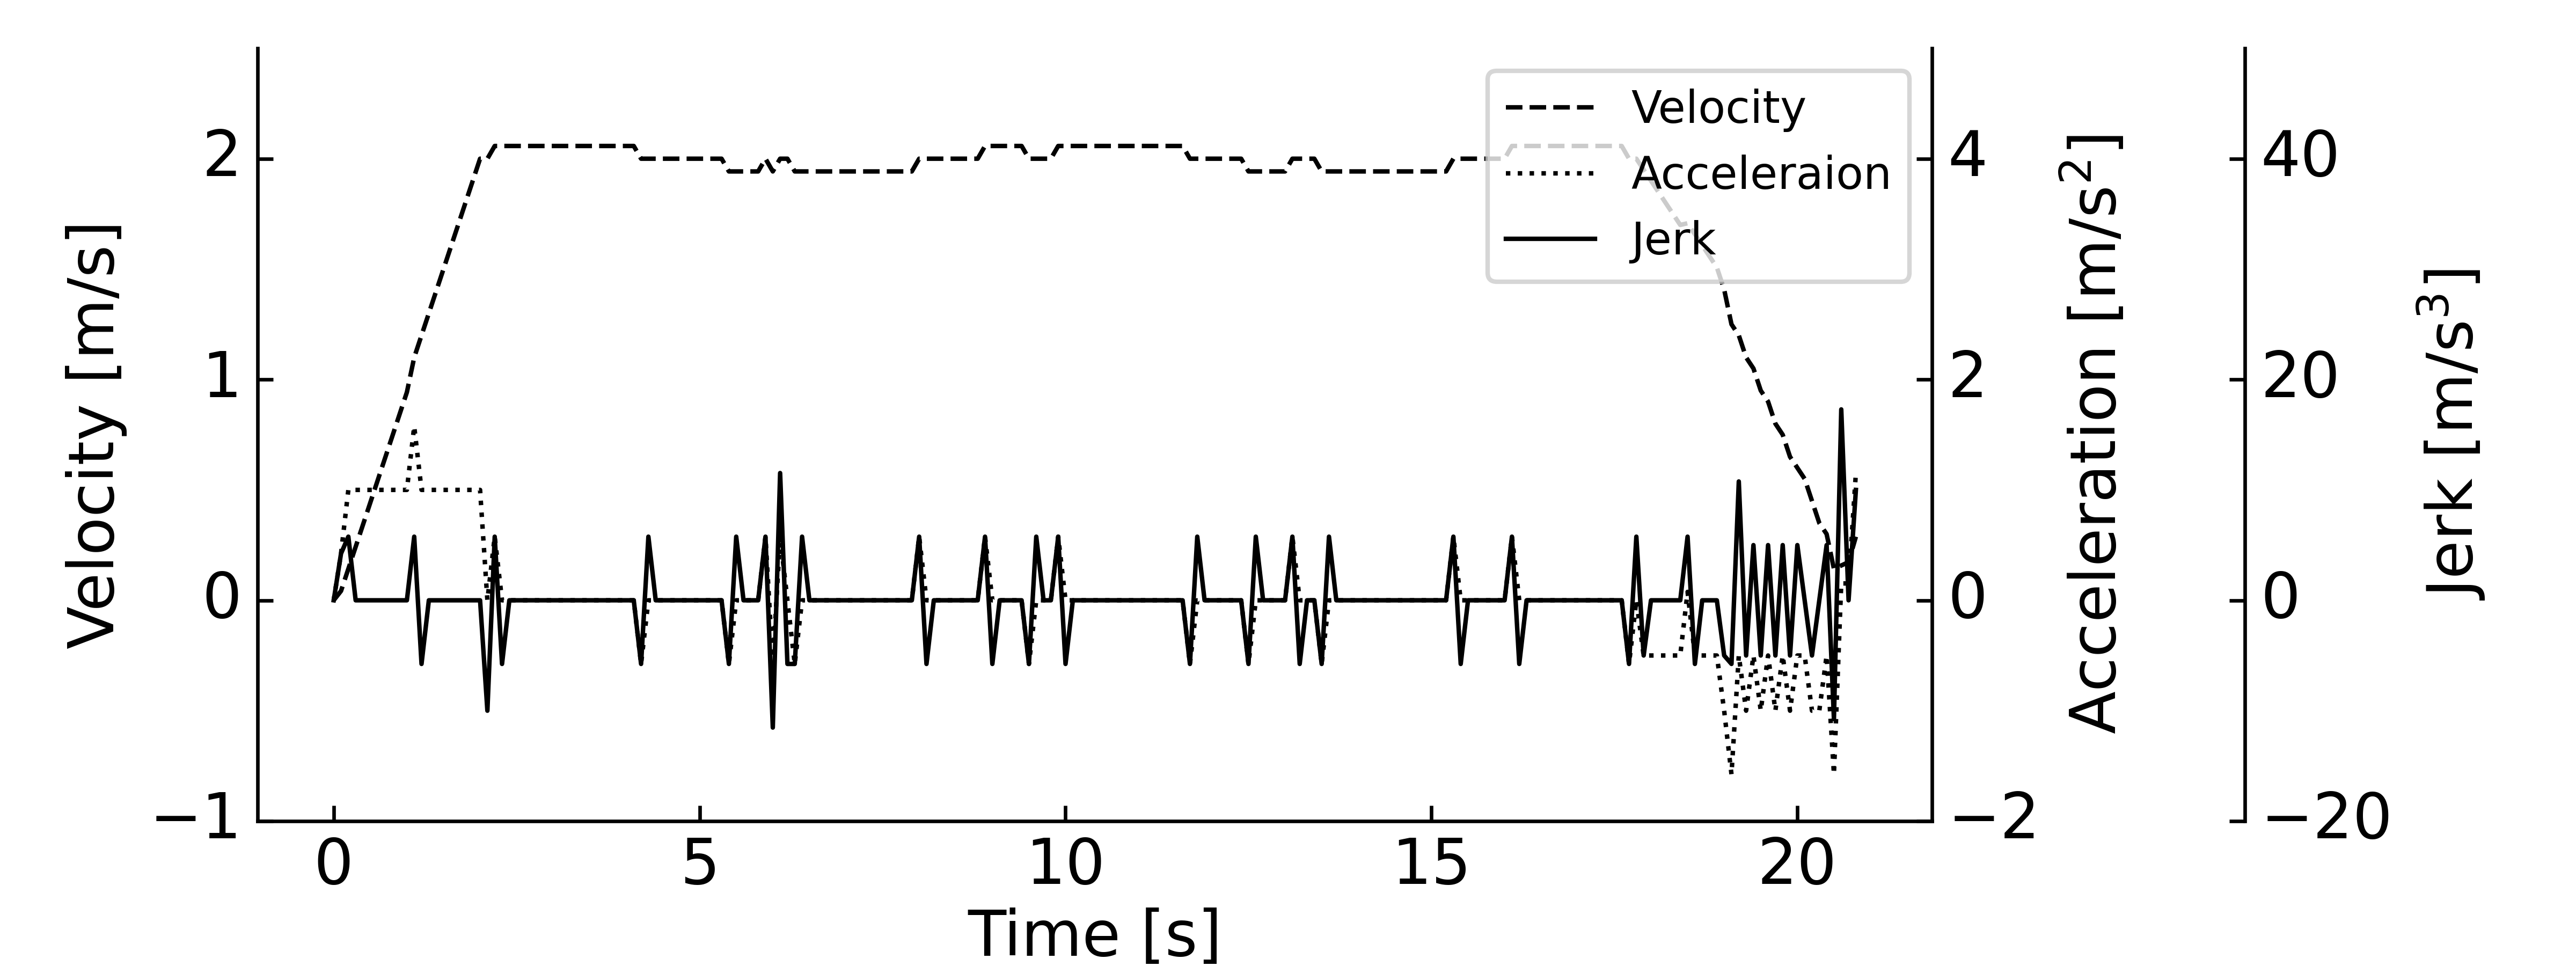 Velocity
Acceleraion
Jerk
Velocity [m/s]
2
1
0
−1
0 5 10 15 20
Time [s]
4
2
0
−2
Acceleration [m/s²]
40
20
0
−20
Jerk [m/s³]